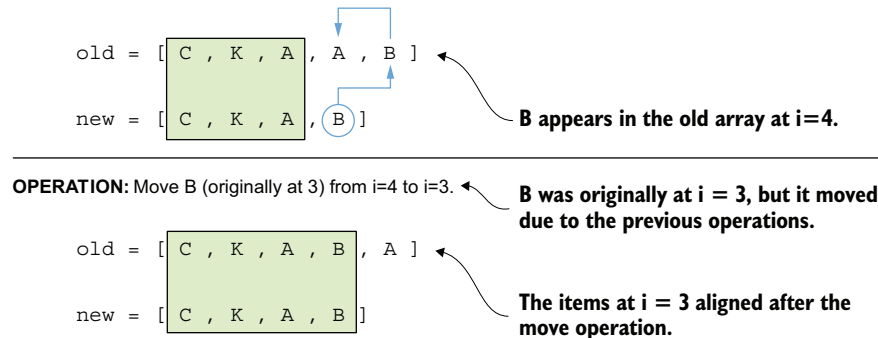 old = [ C , K , A , A , B ]
new = [ C , K , A , B ]
B appears in the old array at i=4.
OPERATION: Move B (originally at 3) from i=4 to i=3.
B was originally at i = 3, but it moved
due to the previous operations.
old = [ C , K , A , B , A ]
new = [ C , K , A , B ]
The items at i = 3 aligned after the
move operation.